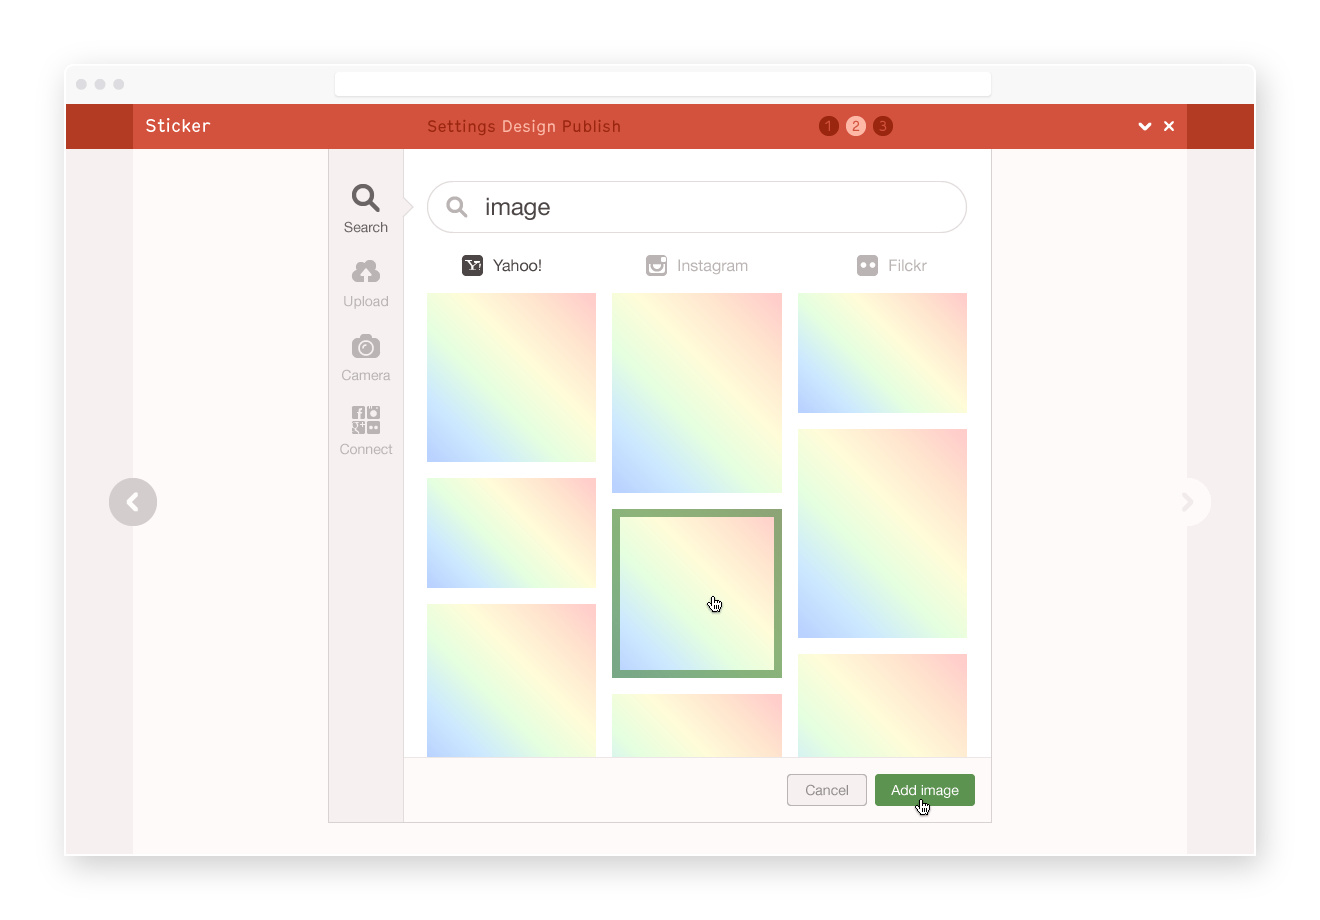 Sticker
Settings Design Publish
1 2 3
Search
image
Upload
Camera
Connect
Yahoo!
Instagram
Filckr
Cancel
Add image